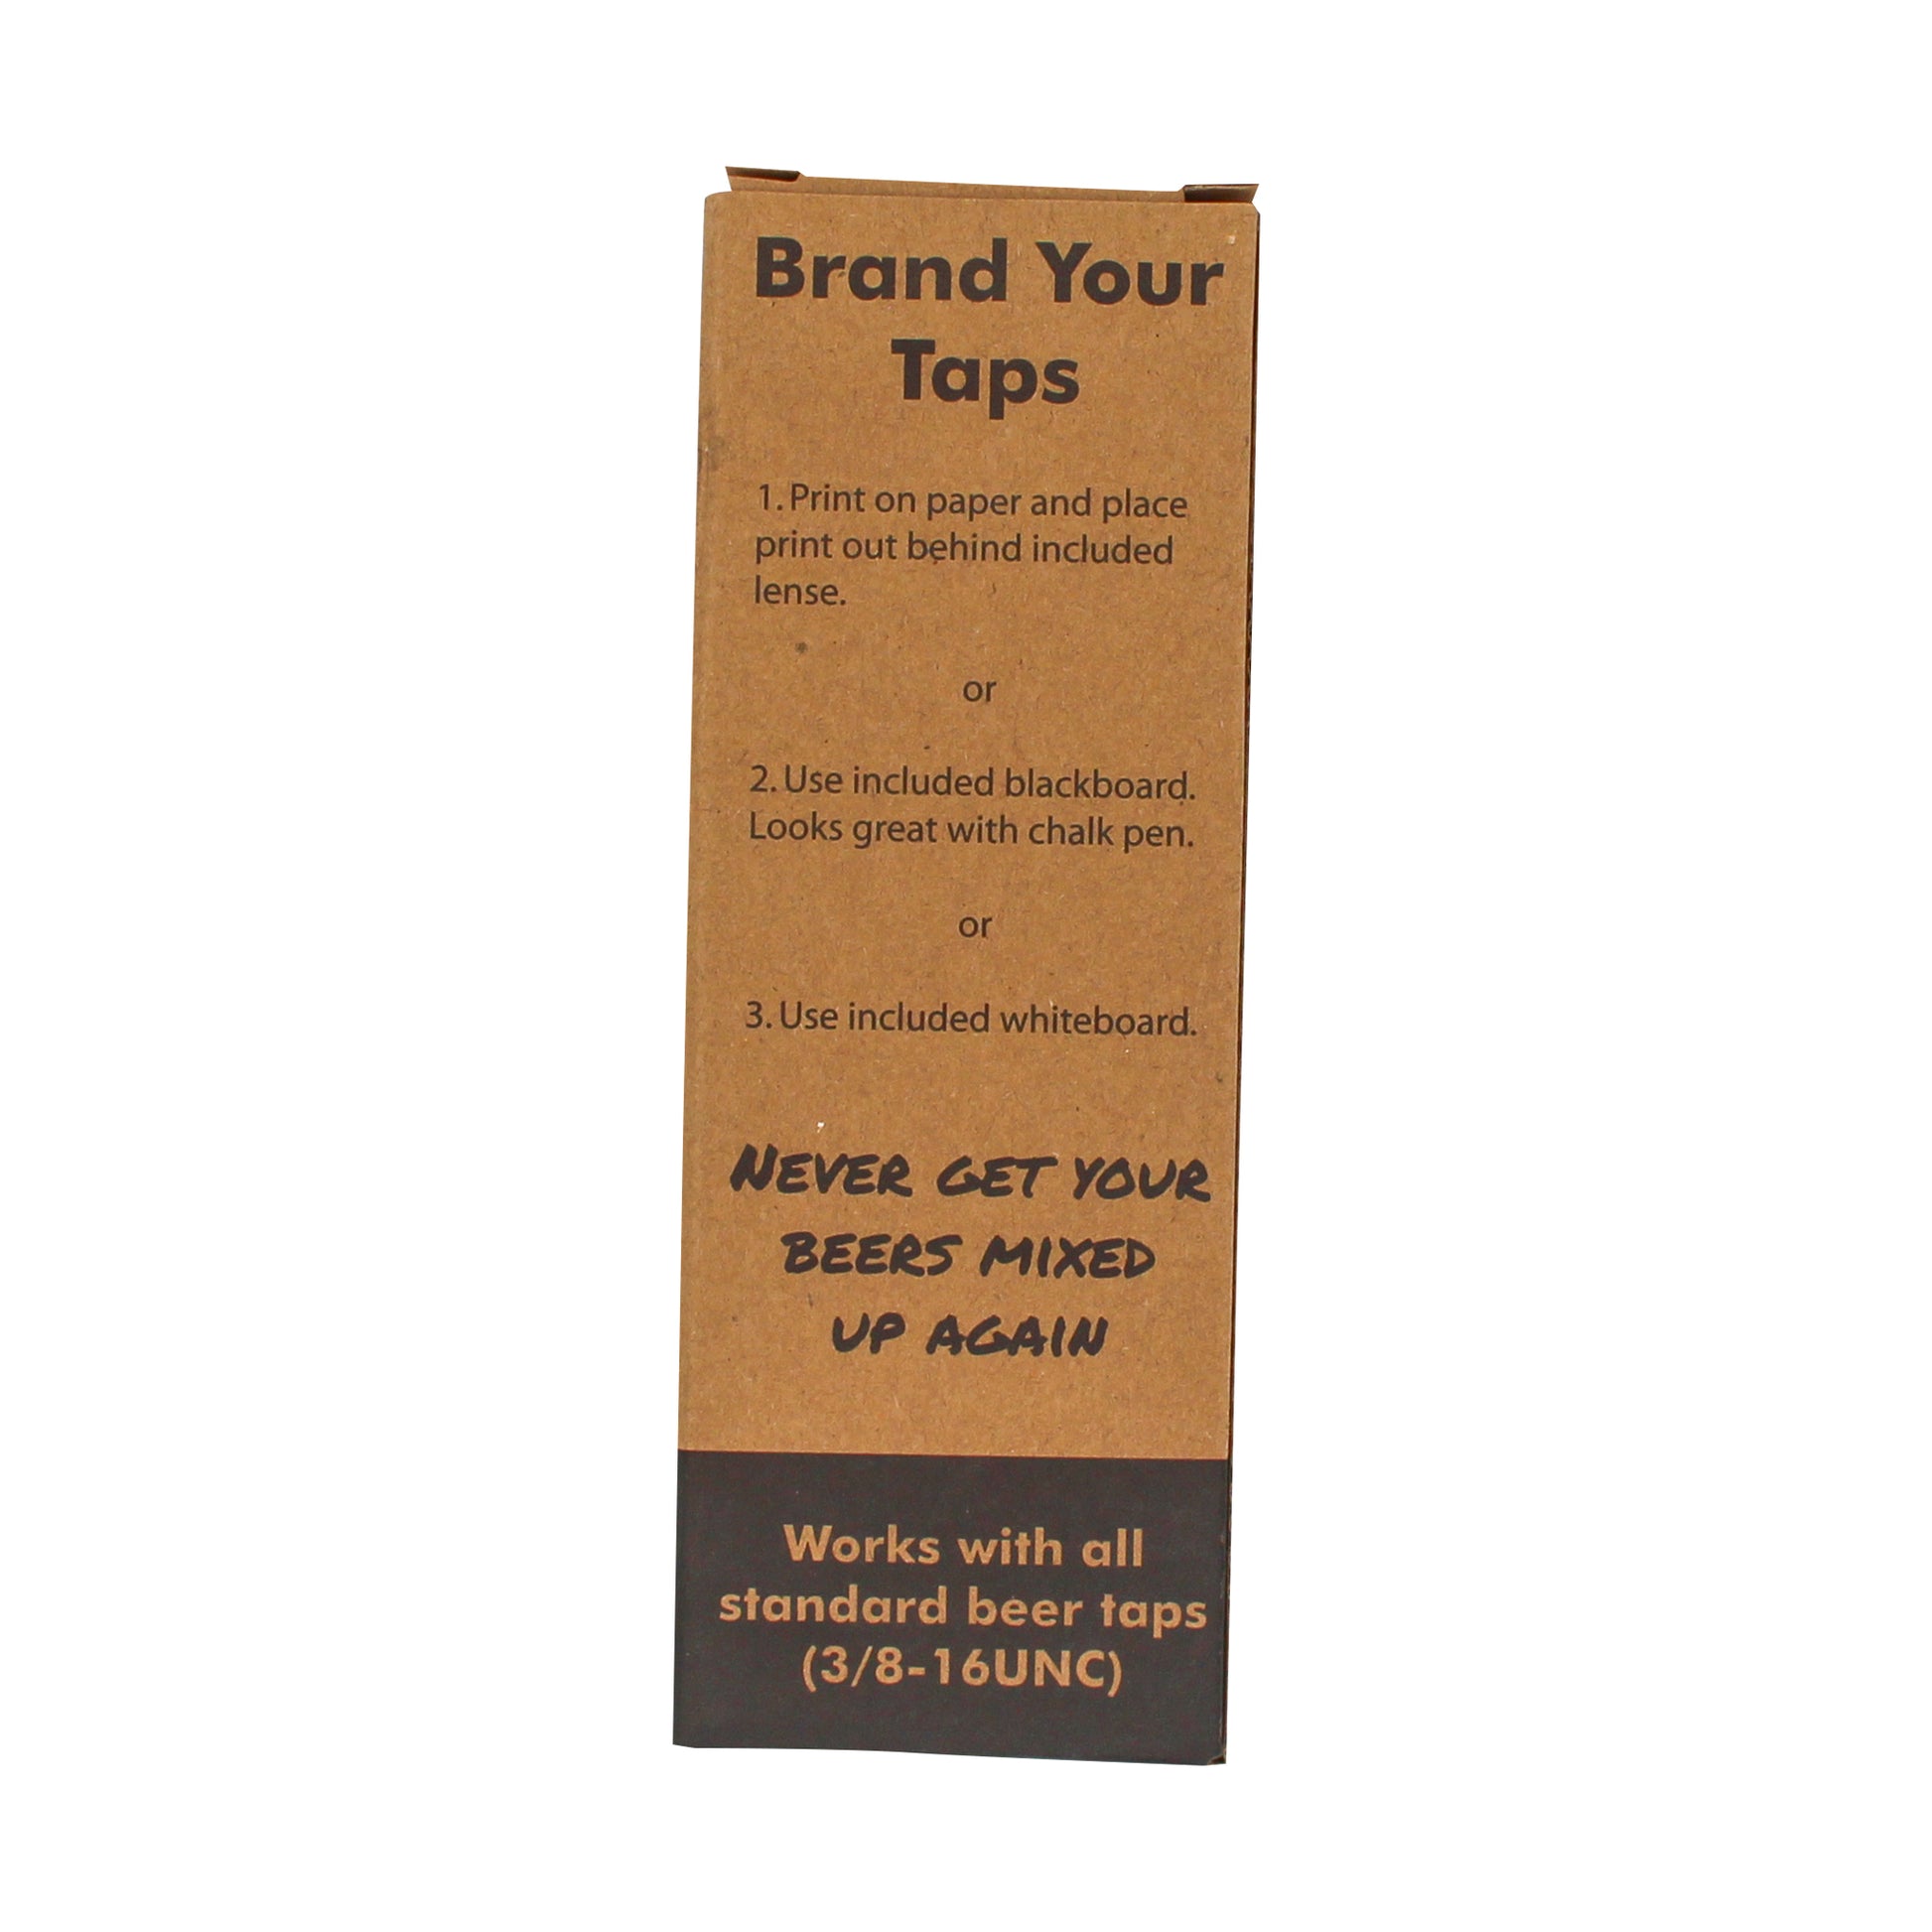 Brand Your
Taps
1. Print on paper and place
print out behind included
lense.
or
2. Use included blackboard.
Looks great with chalk pen.
or
3. Use included whiteboard.
NEVER GET YOUR
BEERS MIXED
UP AGAIN
Works with all
standard beer taps
(3/8-16UNC)